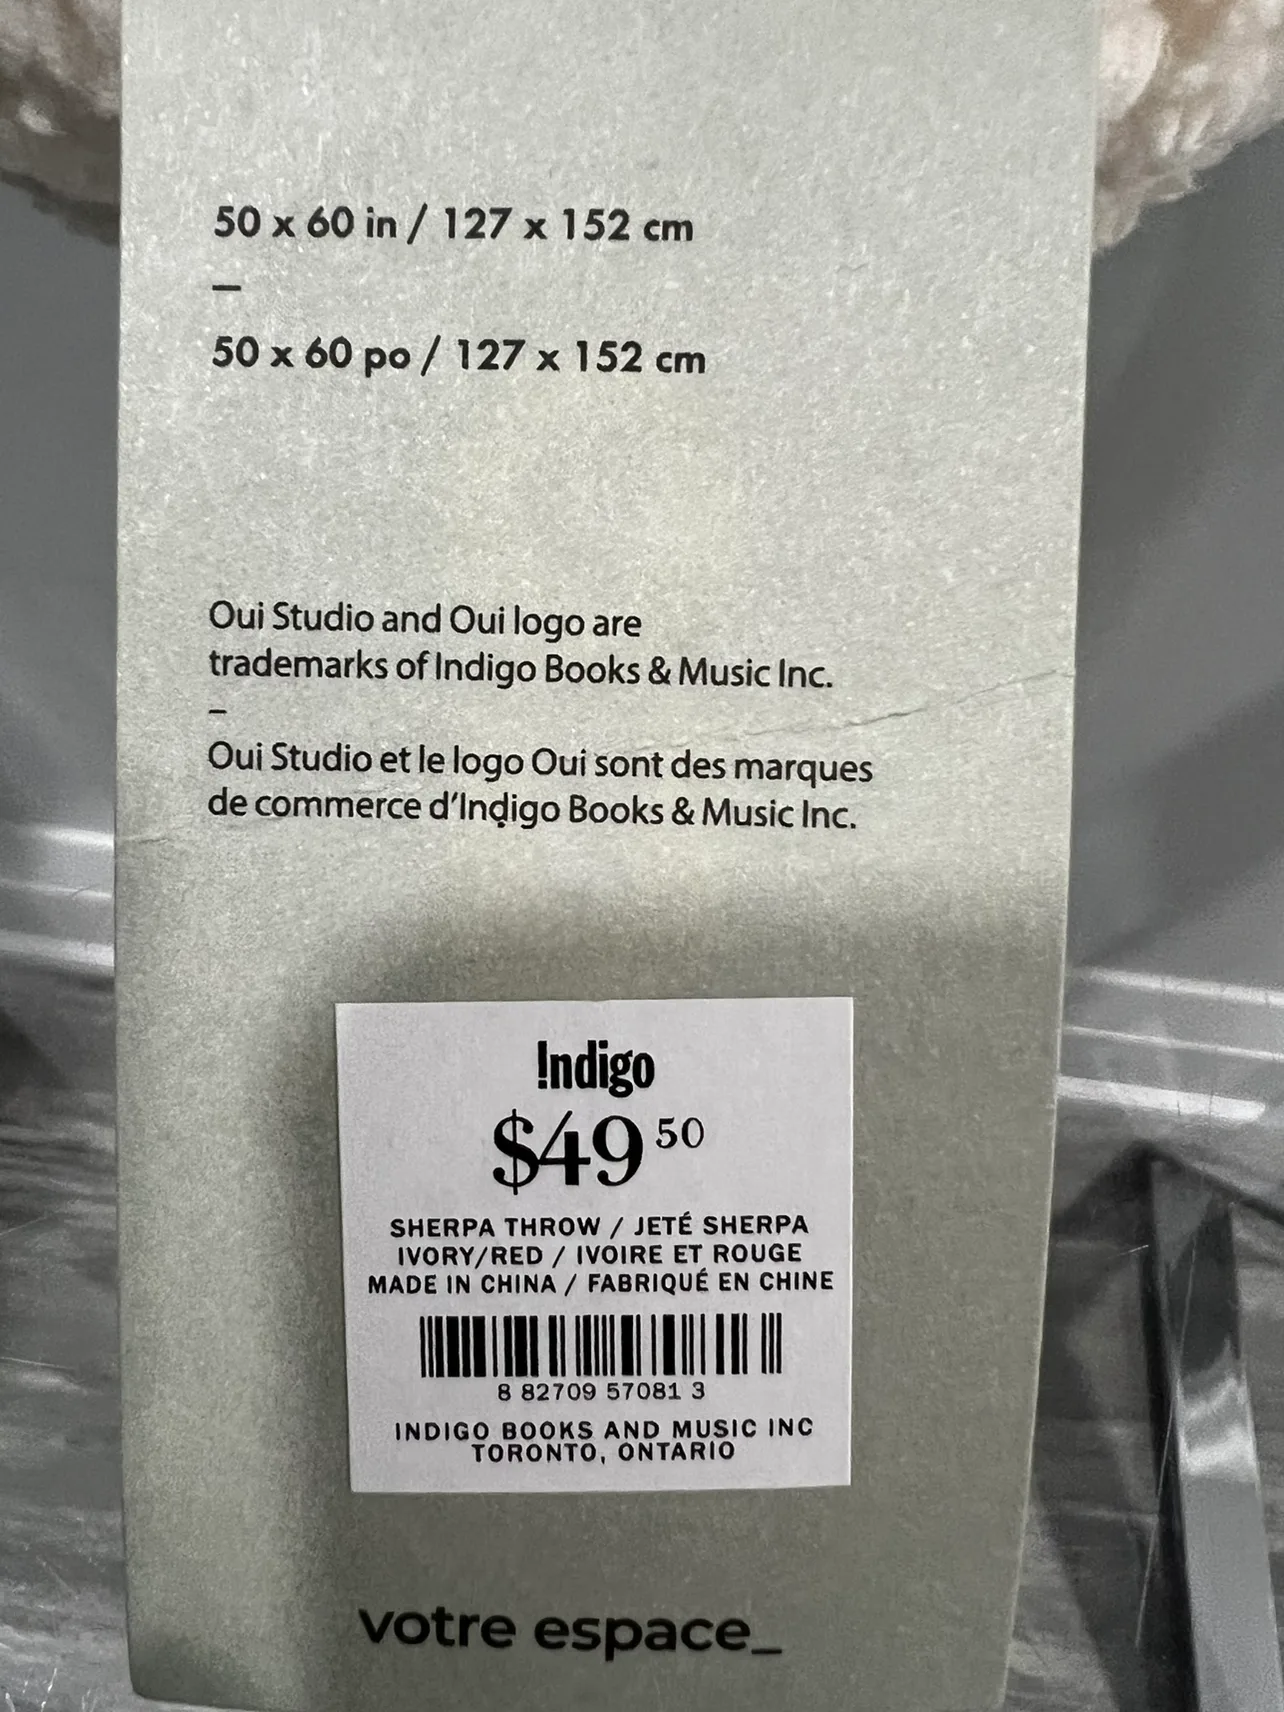 50 x 60 in / 127 x 152 cm
–
50 x 60 po / 127 x 152 cm
Oui Studio and Oui logo are
trademarks of Indigo Books & Music Inc.
–
Oui Studio et le logo Oui sont des marques
de commerce d'Indigo Books & Music Inc.
!ndigo
$49 50
SHERPA THROW / JETÉ SHERPA
IVORY/RED / IVOIRE ET ROUGE
MADE IN CHINA / FABRIQUÉ EN CHINE
8 82709 57081 3
INDIGO BOOKS AND MUSIC INC
TORONTO, ONTARIO
votre espace_